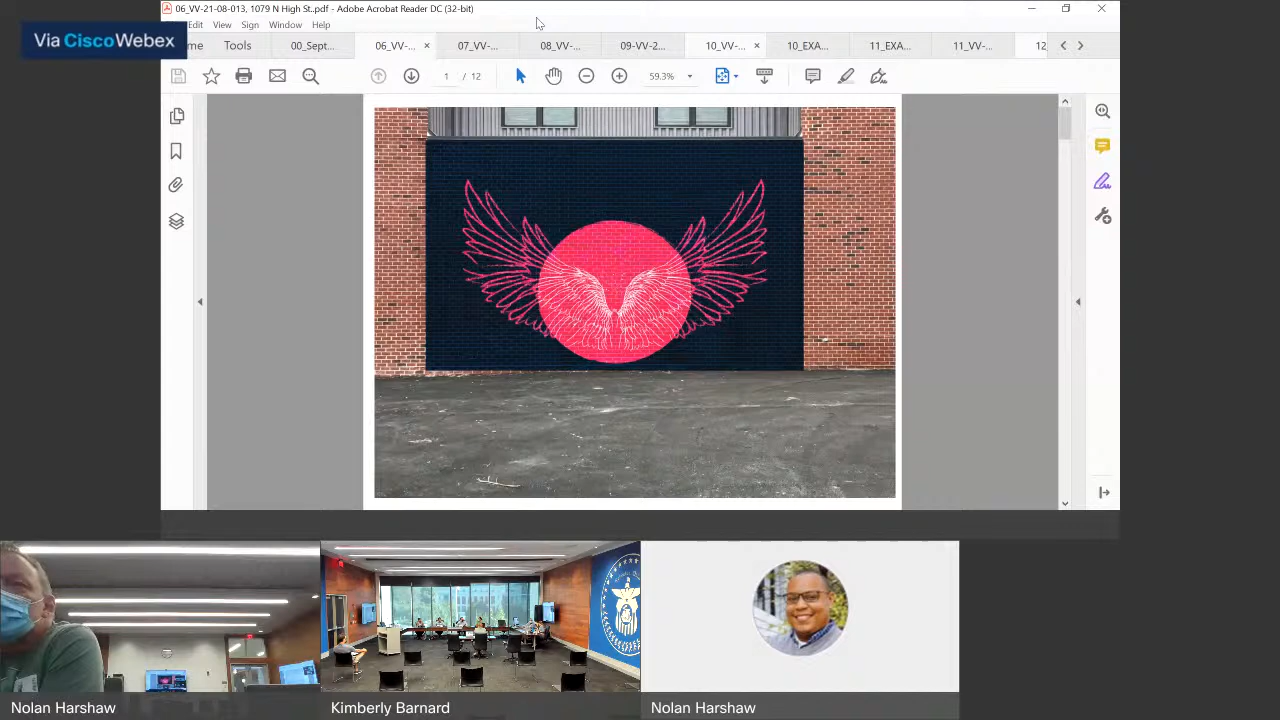 06_VV-21-08-013, 1079 N High St..pdf - Adobe Acrobat Reader DC (32-bit)
Edit View Sign Window Help
Via Cisco Webex
me Tools 00_Sept... 06_VV-... × 07_VV-... 08_VV-... 09-VV-2... 10_VV-... × 10_EXA... 11_EXA... 11_VV-... 12
1 / 12 59.3%
Nolan Harshaw
Kimberly Barnard
Nolan Harshaw